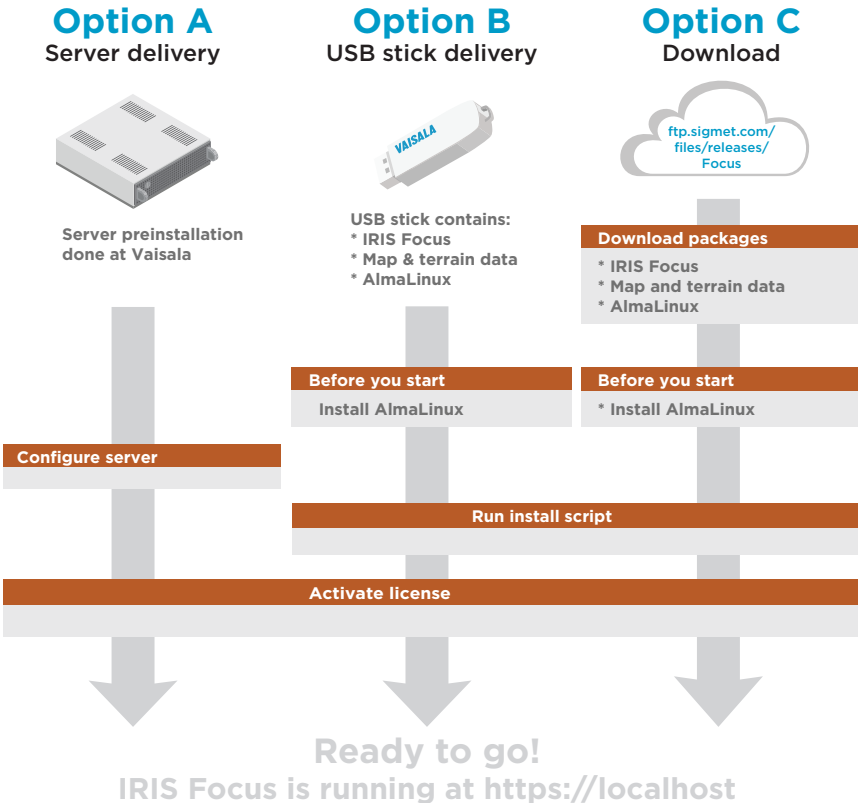 Option A
Server delivery
Server preinstallation
done at Vaisala
Option B
USB stick delivery
VAISALA
USB stick contains:
* IRIS Focus
* Map & terrain data
* AlmaLinux
Option C
Download
ftp.sigmet.com/
files/releases/
Focus
Download packages
* IRIS Focus
* Map and terrain data
* AlmaLinux
Before you start
Install AlmaLinux
Before you start
* Install AlmaLinux
Configure server
Run install script
Activate license
Ready to go!
IRIS Focus is running at https://localhost